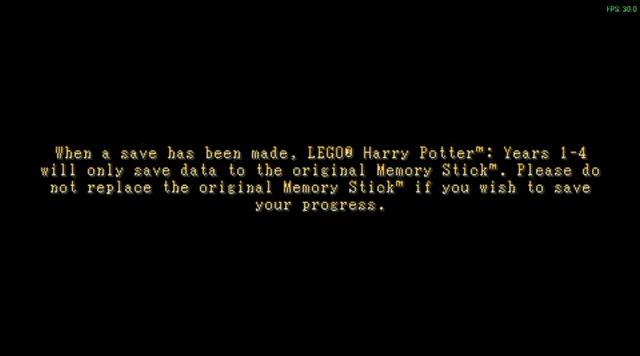 FPS: 30.0
When a save has been made, LEGO® Harry Potter™: Years 1-4
will only save data to the original Memory Stick™. Please do
not replace the original Memory Stick™ if you wish to save
your progress.